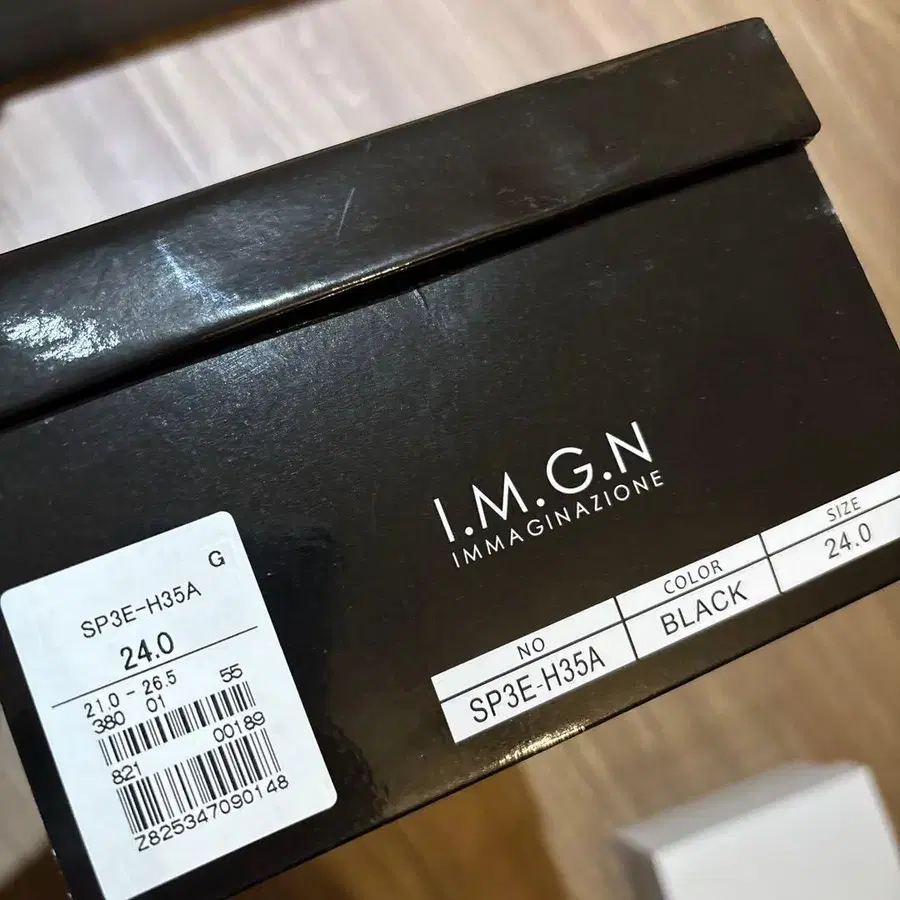 I.M.G.N
IMMAGINAZIONE
NO COLOR SIZE
SP3E-H35A BLACK 24.0
G
SP3E-H35A
24.0
21.0 - 26.5
380 01 55
821 00189
Z825347090148